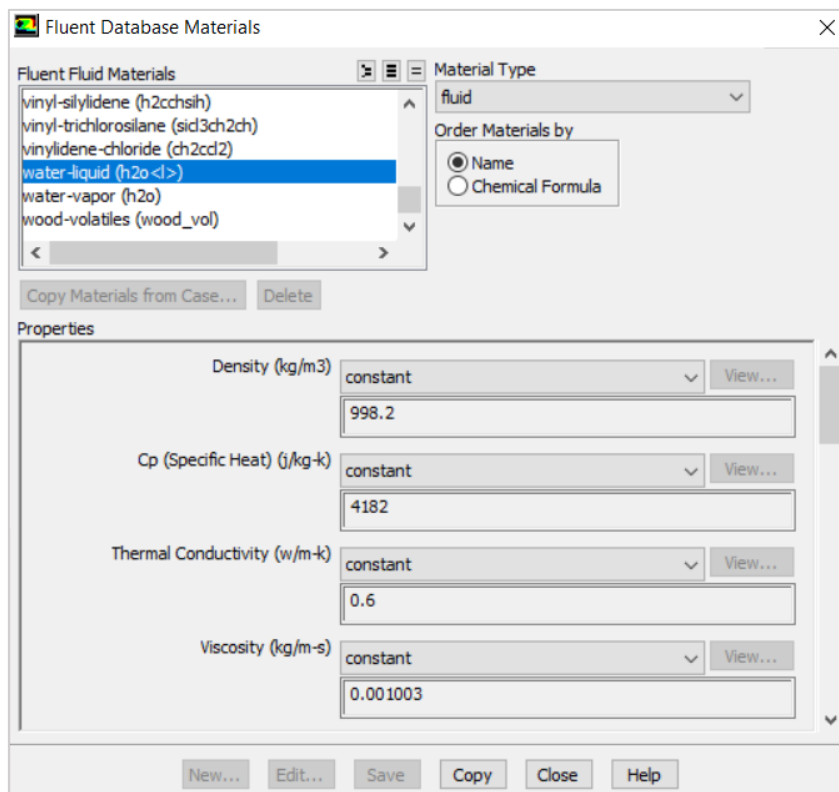 Fluent Database Materials
Fluent Fluid Materials
vinyl-silylidene (h2cchsih)
vinyl-trichlorosilane (sicl3ch2ch)
vinylidene-chloride (ch2ccl2)
water-liquid (h2o<l>)
water-vapor (h2o)
wood-volatiles (wood_vol)
Material Type
fluid
Order Materials by
Name
Chemical Formula
Copy Materials from Case... Delete
Properties
Density (kg/m3) constant View...
998.2
Cp (Specific Heat) (j/kg-k) constant View...
4182
Thermal Conductivity (w/m-k) constant View...
0.6
Viscosity (kg/m-s) constant View...
0.001003
New... Edit... Save Copy Close Help